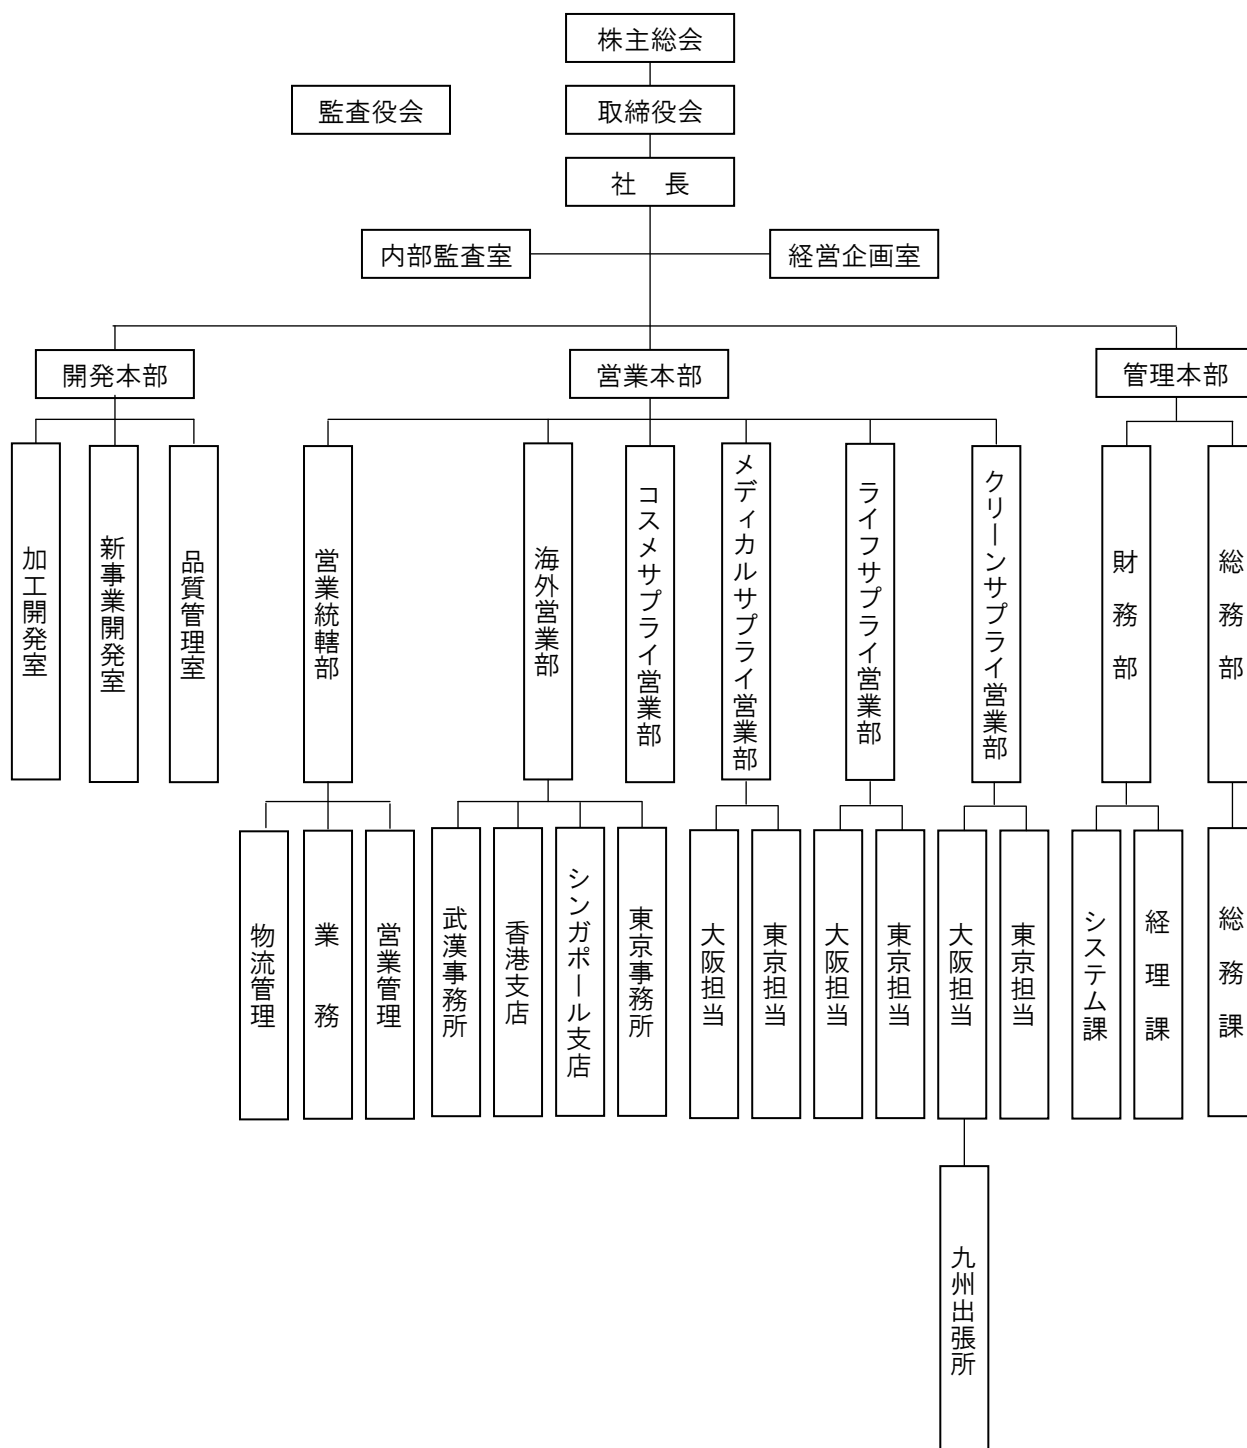 株主総会
監査役会
取締役会
社　長
内部監査室
経営企画室
開発本部
営業本部
管理本部
加工開発室
新事業開発室
品質管理室
営業統轄部
海外営業部
コスメサプライ営業部
メディカルサプライ営業部
ライフサプライ営業部
クリーンサプライ営業部
財務部
総務部
物流管理
業務
営業管理
武漢事務所
香港支店
シンガポール支店
東京事務所
大阪担当
東京担当
大阪担当
東京担当
大阪担当
東京担当
システム課
経理課
総務課
九州出張所